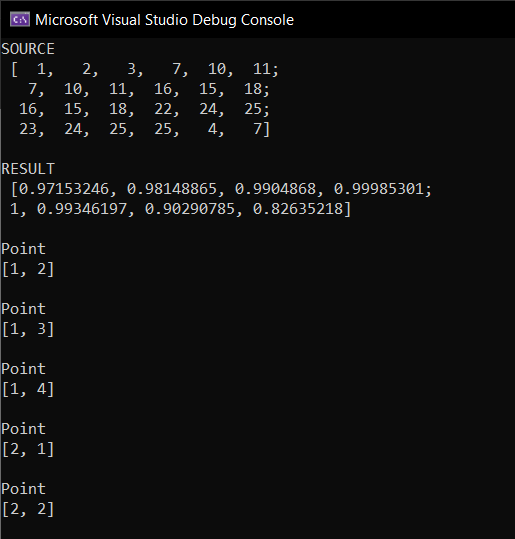 C:\ Microsoft Visual Studio Debug Console
SOURCE
[  1,   2,   3,   7,  10,  11;
   7,  10,  11,  16,  15,  18;
  16,  15,  18,  22,  24,  25;
  23,  24,  25,  25,   4,   7]
RESULT
[0.97153246, 0.98148865, 0.9904868, 0.99985301;
1, 0.99346197, 0.90290785, 0.82635218]
Point
[1, 2]
Point
[1, 3]
Point
[1, 4]
Point
[2, 1]
Point
[2, 2]